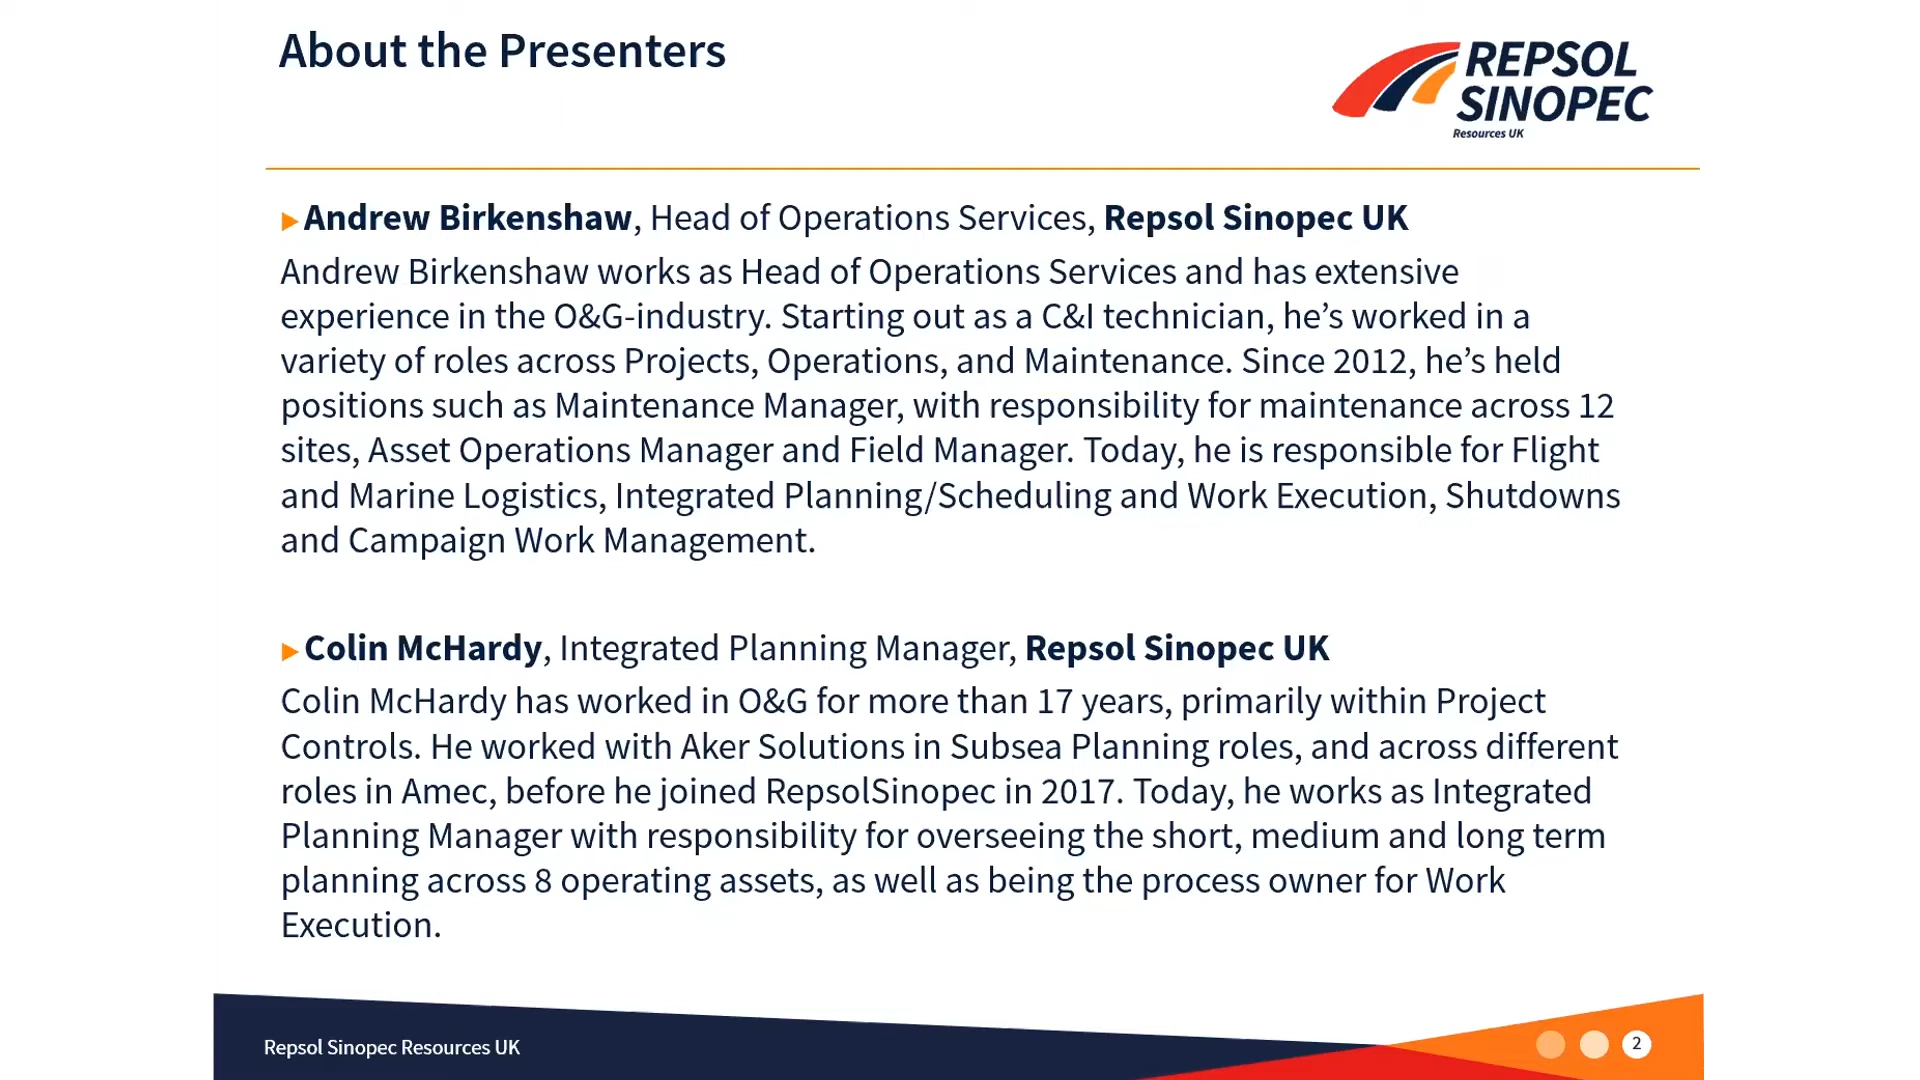 About the Presenters
REPSOL
SINOPEC
Resources UK
Andrew Birkenshaw, Head of Operations Services, Repsol Sinopec UK
Andrew Birkenshaw works as Head of Operations Services and has extensive
experience in the O&G-industry. Starting out as a C&I technician, he’s worked in a
variety of roles across Projects, Operations, and Maintenance. Since 2012, he’s held
positions such as Maintenance Manager, with responsibility for maintenance across 12
sites, Asset Operations Manager and Field Manager. Today, he is responsible for Flight
and Marine Logistics, Integrated Planning/Scheduling and Work Execution, Shutdowns
and Campaign Work Management.
Colin McHardy, Integrated Planning Manager, Repsol Sinopec UK
Colin McHardy has worked in O&G for more than 17 years, primarily within Project
Controls. He worked with Aker Solutions in Subsea Planning roles, and across different
roles in Amec, before he joined RepsolSinopec in 2017. Today, he works as Integrated
Planning Manager with responsibility for overseeing the short, medium and long term
planning across 8 operating assets, as well as being the process owner for Work
Execution.
Repsol Sinopec Resources UK
2